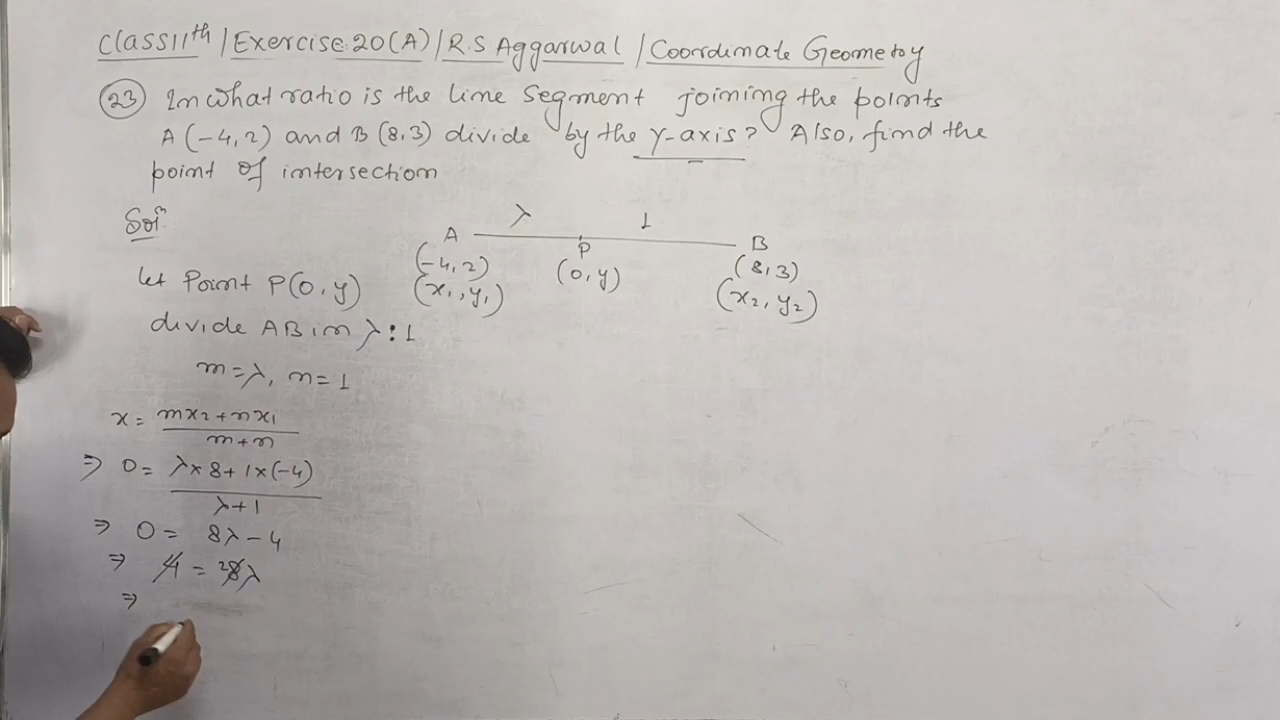 Class 11th / Exercise 20(A) / R.S Aggarwal / Coordinate Geometry
(23) In what ratio is the line segment joining the points
A (-4,2) and B (8,3) divide by the Y-axis? Also, find the
point of intersection
Solⁿ.
λ 1
A P B
(-4,2) (0,y) (8,3)
(x₁,y₁) (x₂,y₂)
let Point P(0,y)
divide AB in λ:1
m=λ, n=1
x = mx₂+nx₁ / m+n
⇒ 0 = λ×8+1×(-4) / λ+1
⇒ 0 = 8λ-4
⇒ 4 = ²8λ
⇒